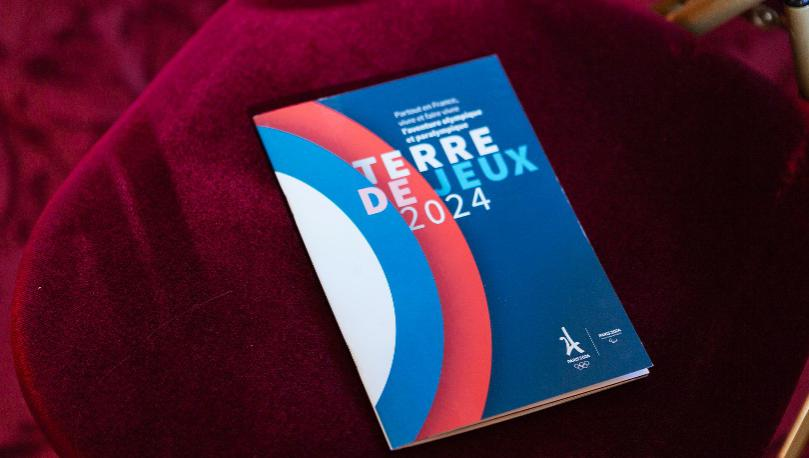 Partout en France,
vivre et faire vivre
l'aventure olympique
et paralympique
TERRE
DE JEUX
2024
PARIS 2024
PARIS 2024